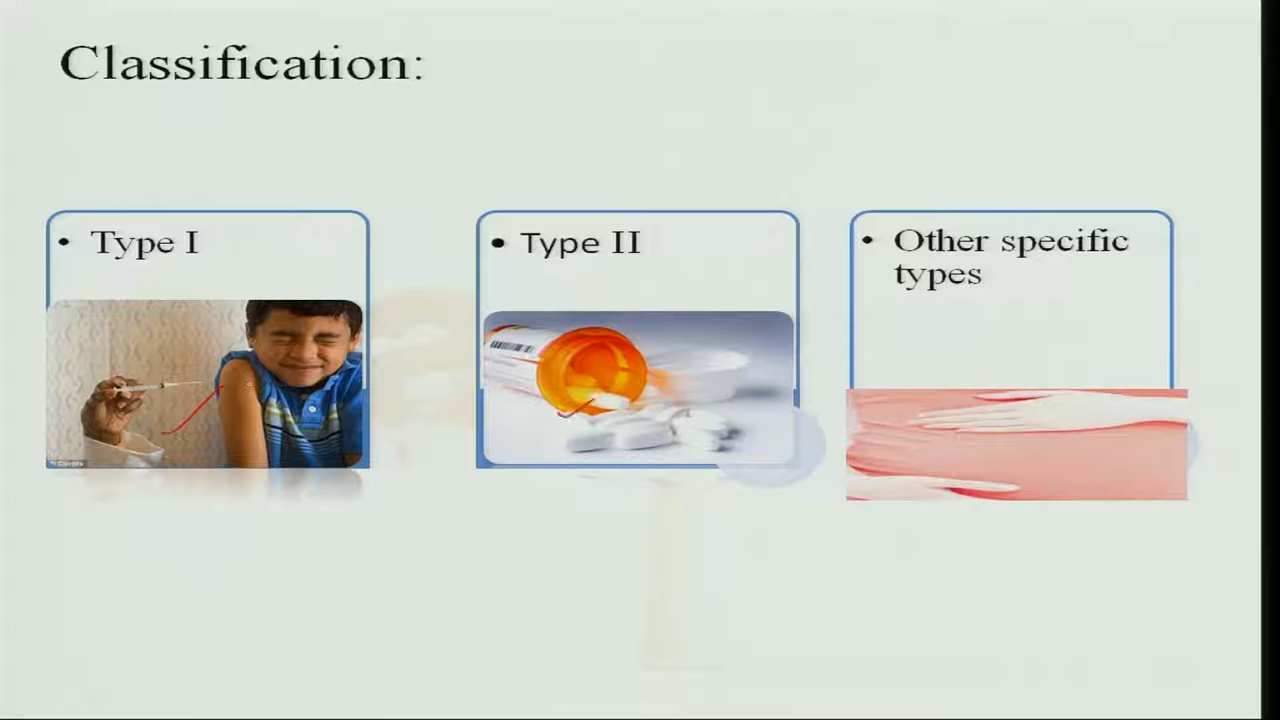 Classification:
• Type I
• Type II
• Other specific
types